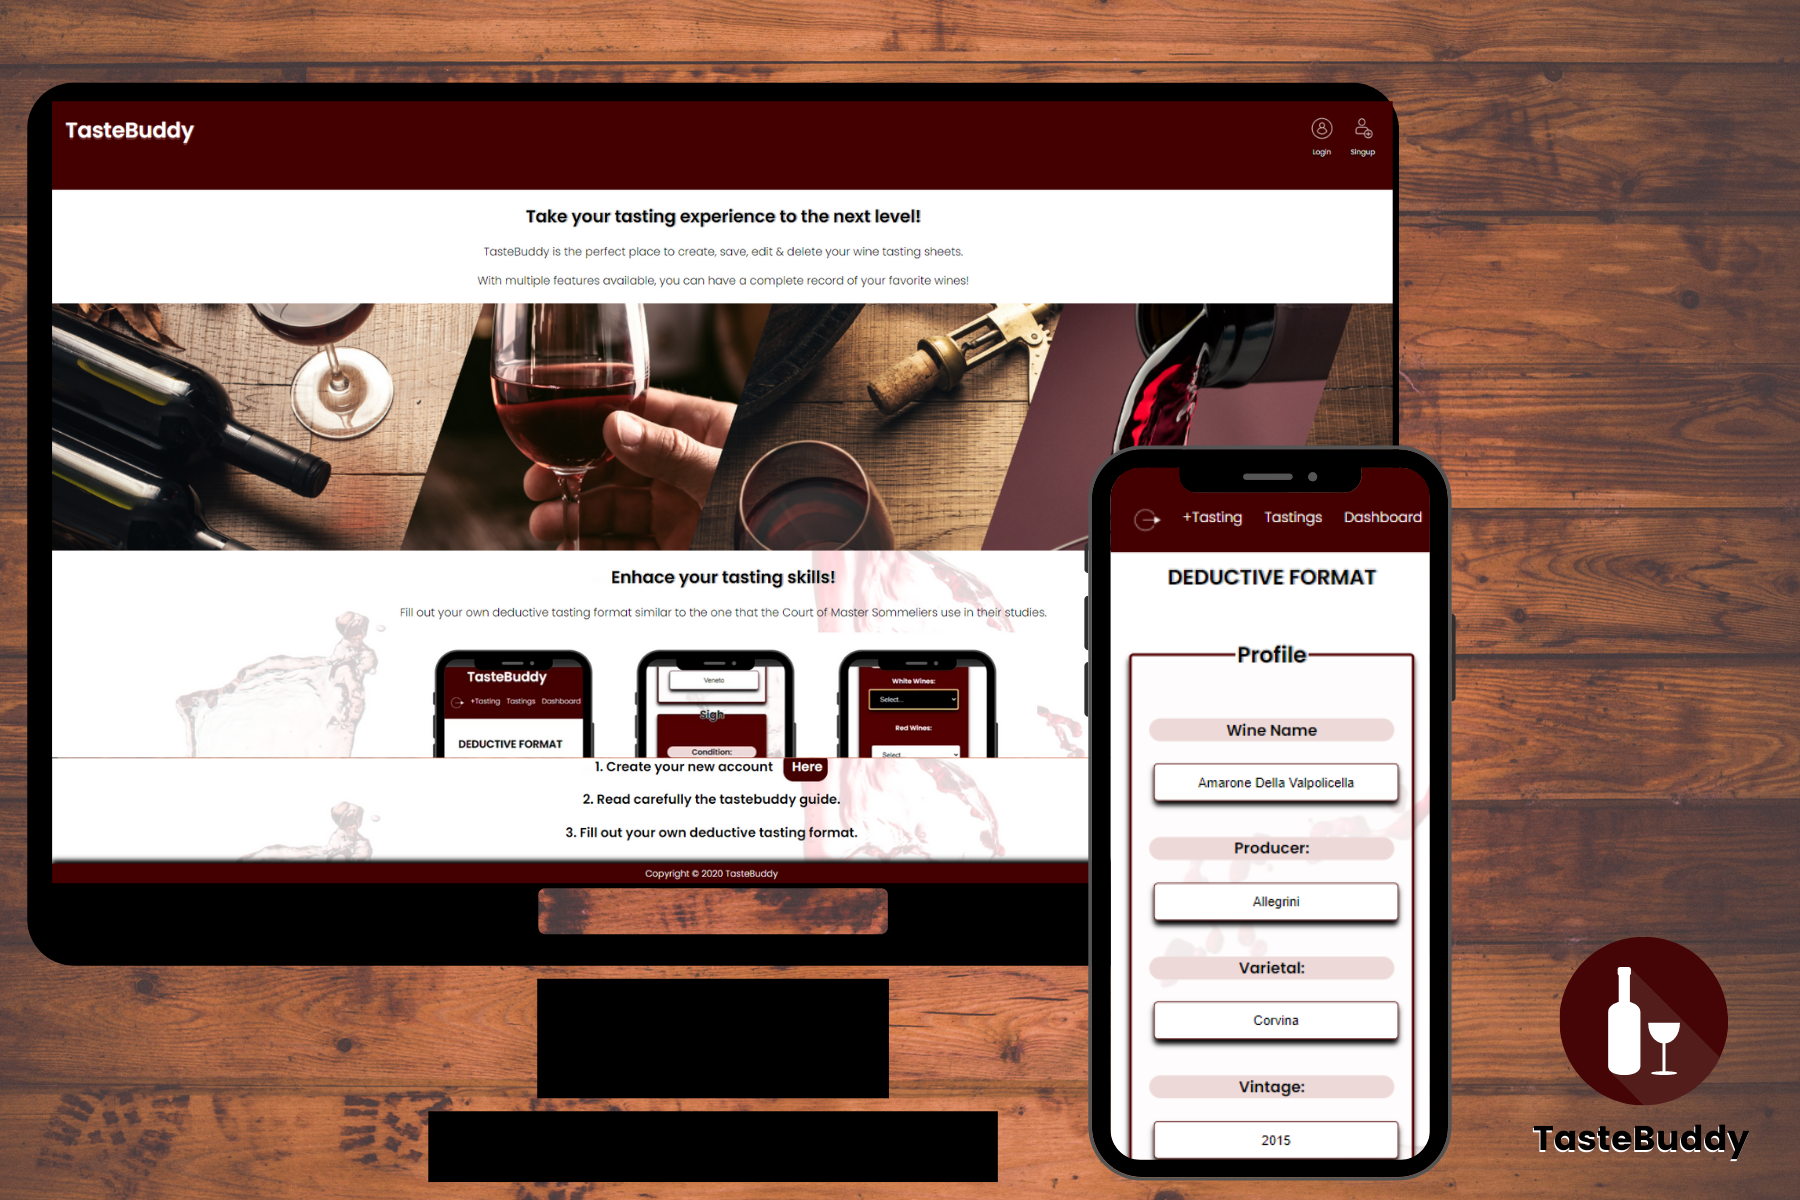 TasteBuddy
Login
Singup
Take your tasting experience to the next level!
TasteBuddy is the perfect place to create, save, edit & delete your wine tasting sheets.
With multiple features available, you can have a complete record of your favorite wines!
Enhace your tasting skills!
Fill out your own deductive tasting format similar to the one that the Court of Master Sommeliers use in their studies.
TasteBuddy
+Tasting Tastings Dashboard
DEDUCTIVE FORMAT
Veneto
Sigh
Condition:
White Wines:
Select...
Red Wines:
Select
1. Create your new account Here
2. Read carefully the tastebuddy guide.
3. Fill out your own deductive tasting format.
Copyright © 2020 TasteBuddy
+Tasting Tastings Dashboard
DEDUCTIVE FORMAT
Profile
Wine Name
Amarone Della Valpolicella
Producer:
Allegrini
Varietal:
Corvina
Vintage:
2015
TasteBuddy